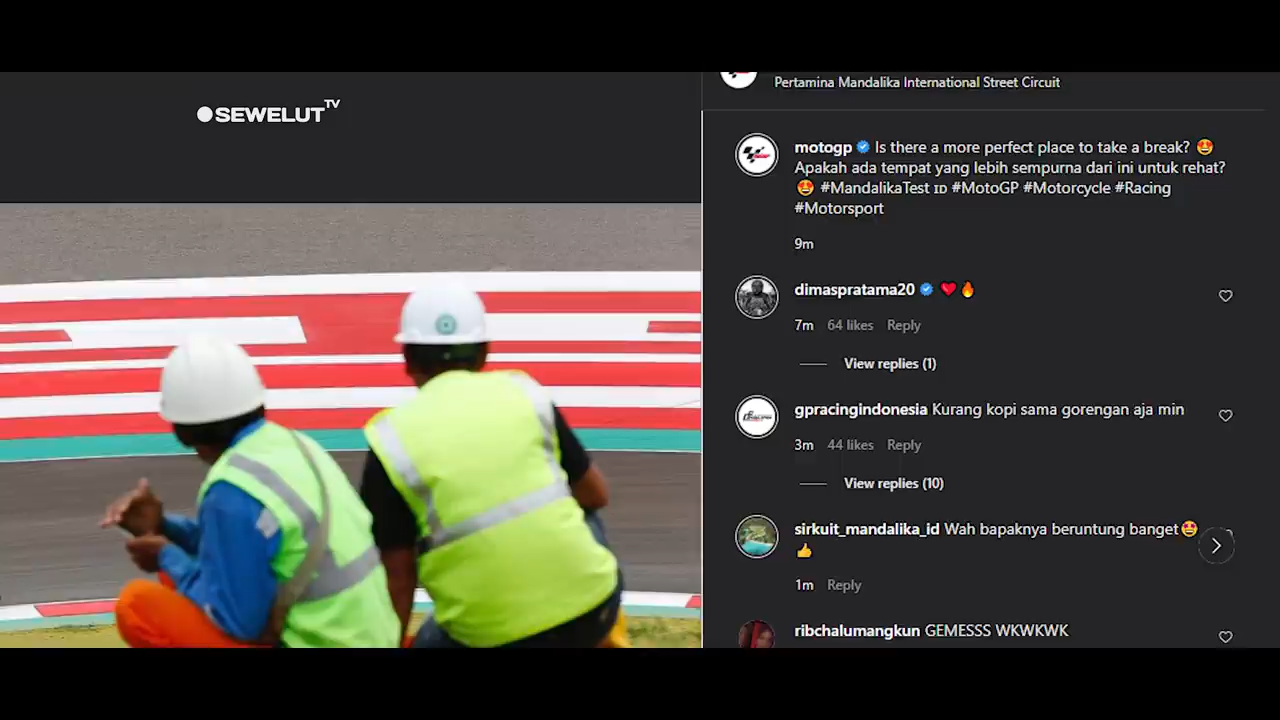 SEWELUT TV
Pertamina Mandalika International Street Circuit
motogp Is there a more perfect place to take a break? 🤩
Apakah ada tempat yang lebih sempurna dari ini untuk rehat?
🤩 #MandalikaTest ɪᴅ #MotoGP #Motorcycle #Racing
#Motorsport
9m
dimaspratama20 ❤️🔥
7m 64 likes Reply
View replies (1)
gpracingindonesia Kurang kopi sama gorengan aja min
3m 44 likes Reply
View replies (10)
sirkuit_mandalika_id Wah bapaknya beruntung banget🤩
👍
1m Reply
ribchalumangkun GEMESSS WKWKWK